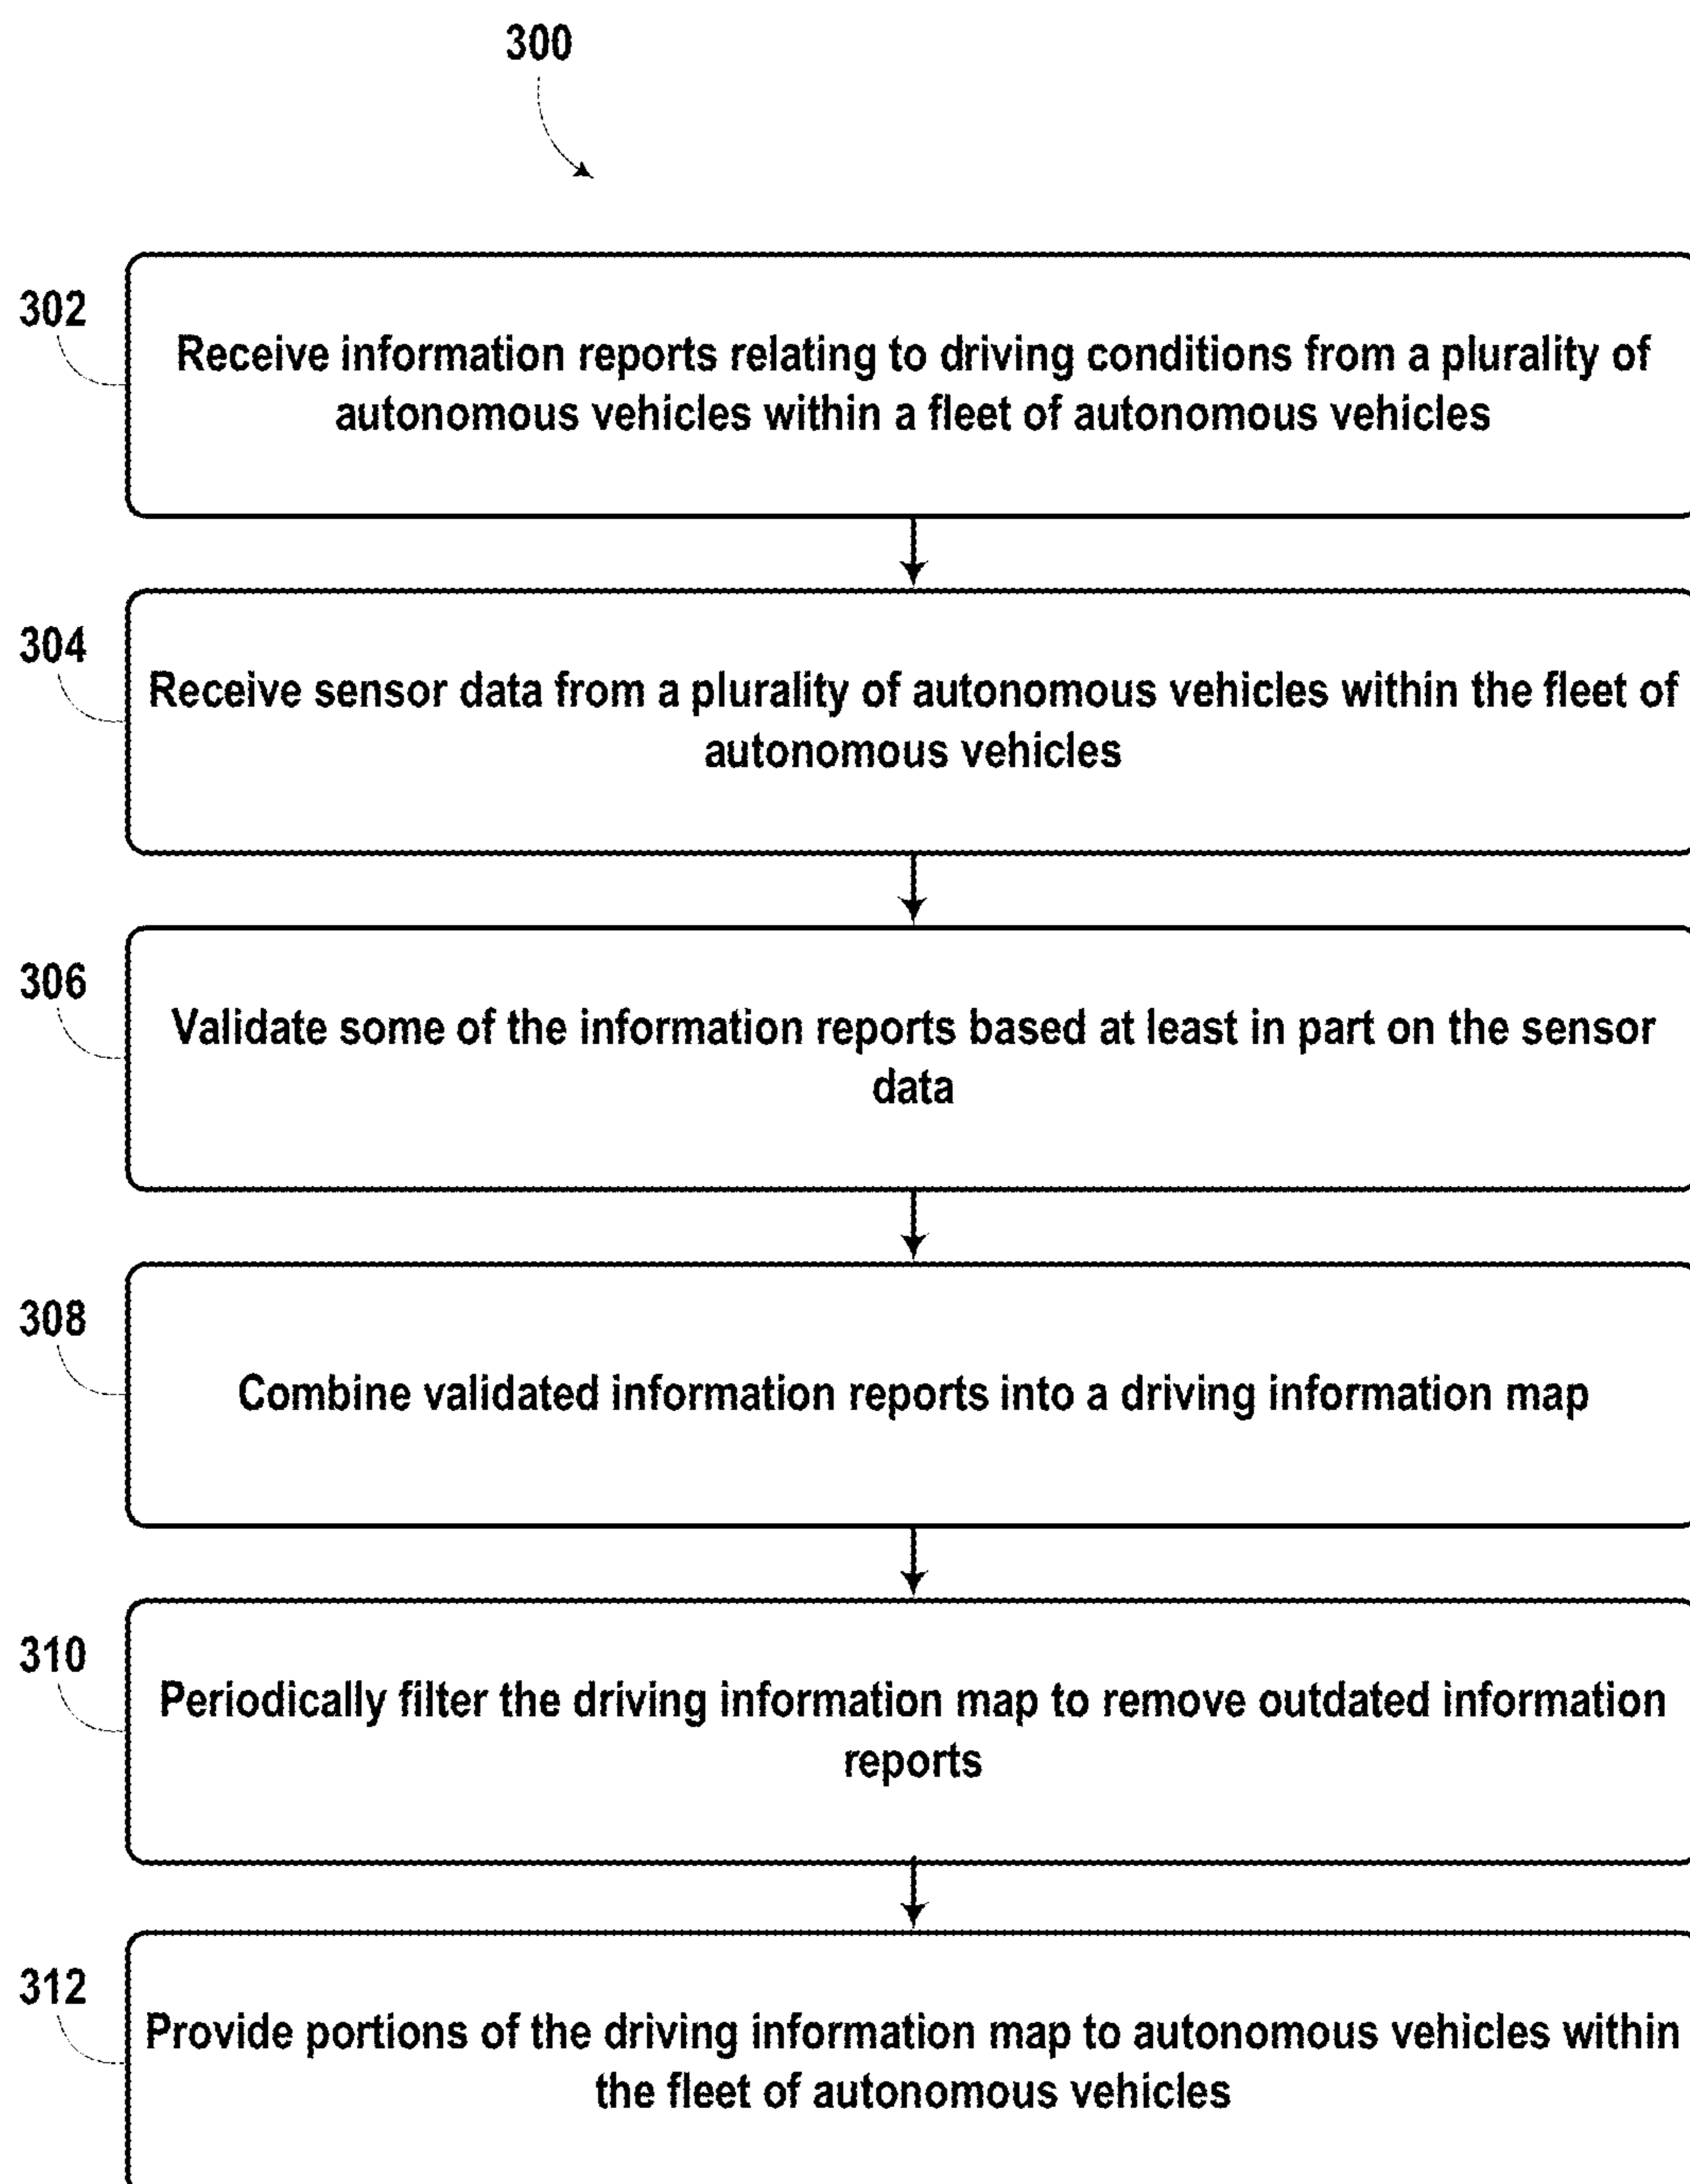 300
302
Receive information reports relating to driving conditions from a plurality of
autonomous vehicles within a fleet of autonomous vehicles
304
Receive sensor data from a plurality of autonomous vehicles within the fleet of
autonomous vehicles
306
Validate some of the information reports based at least in part on the sensor
data
308
Combine validated information reports into a driving information map
310
Periodically filter the driving information map to remove outdated information
reports
312
Provide portions of the driving information map to autonomous vehicles within
the fleet of autonomous vehicles